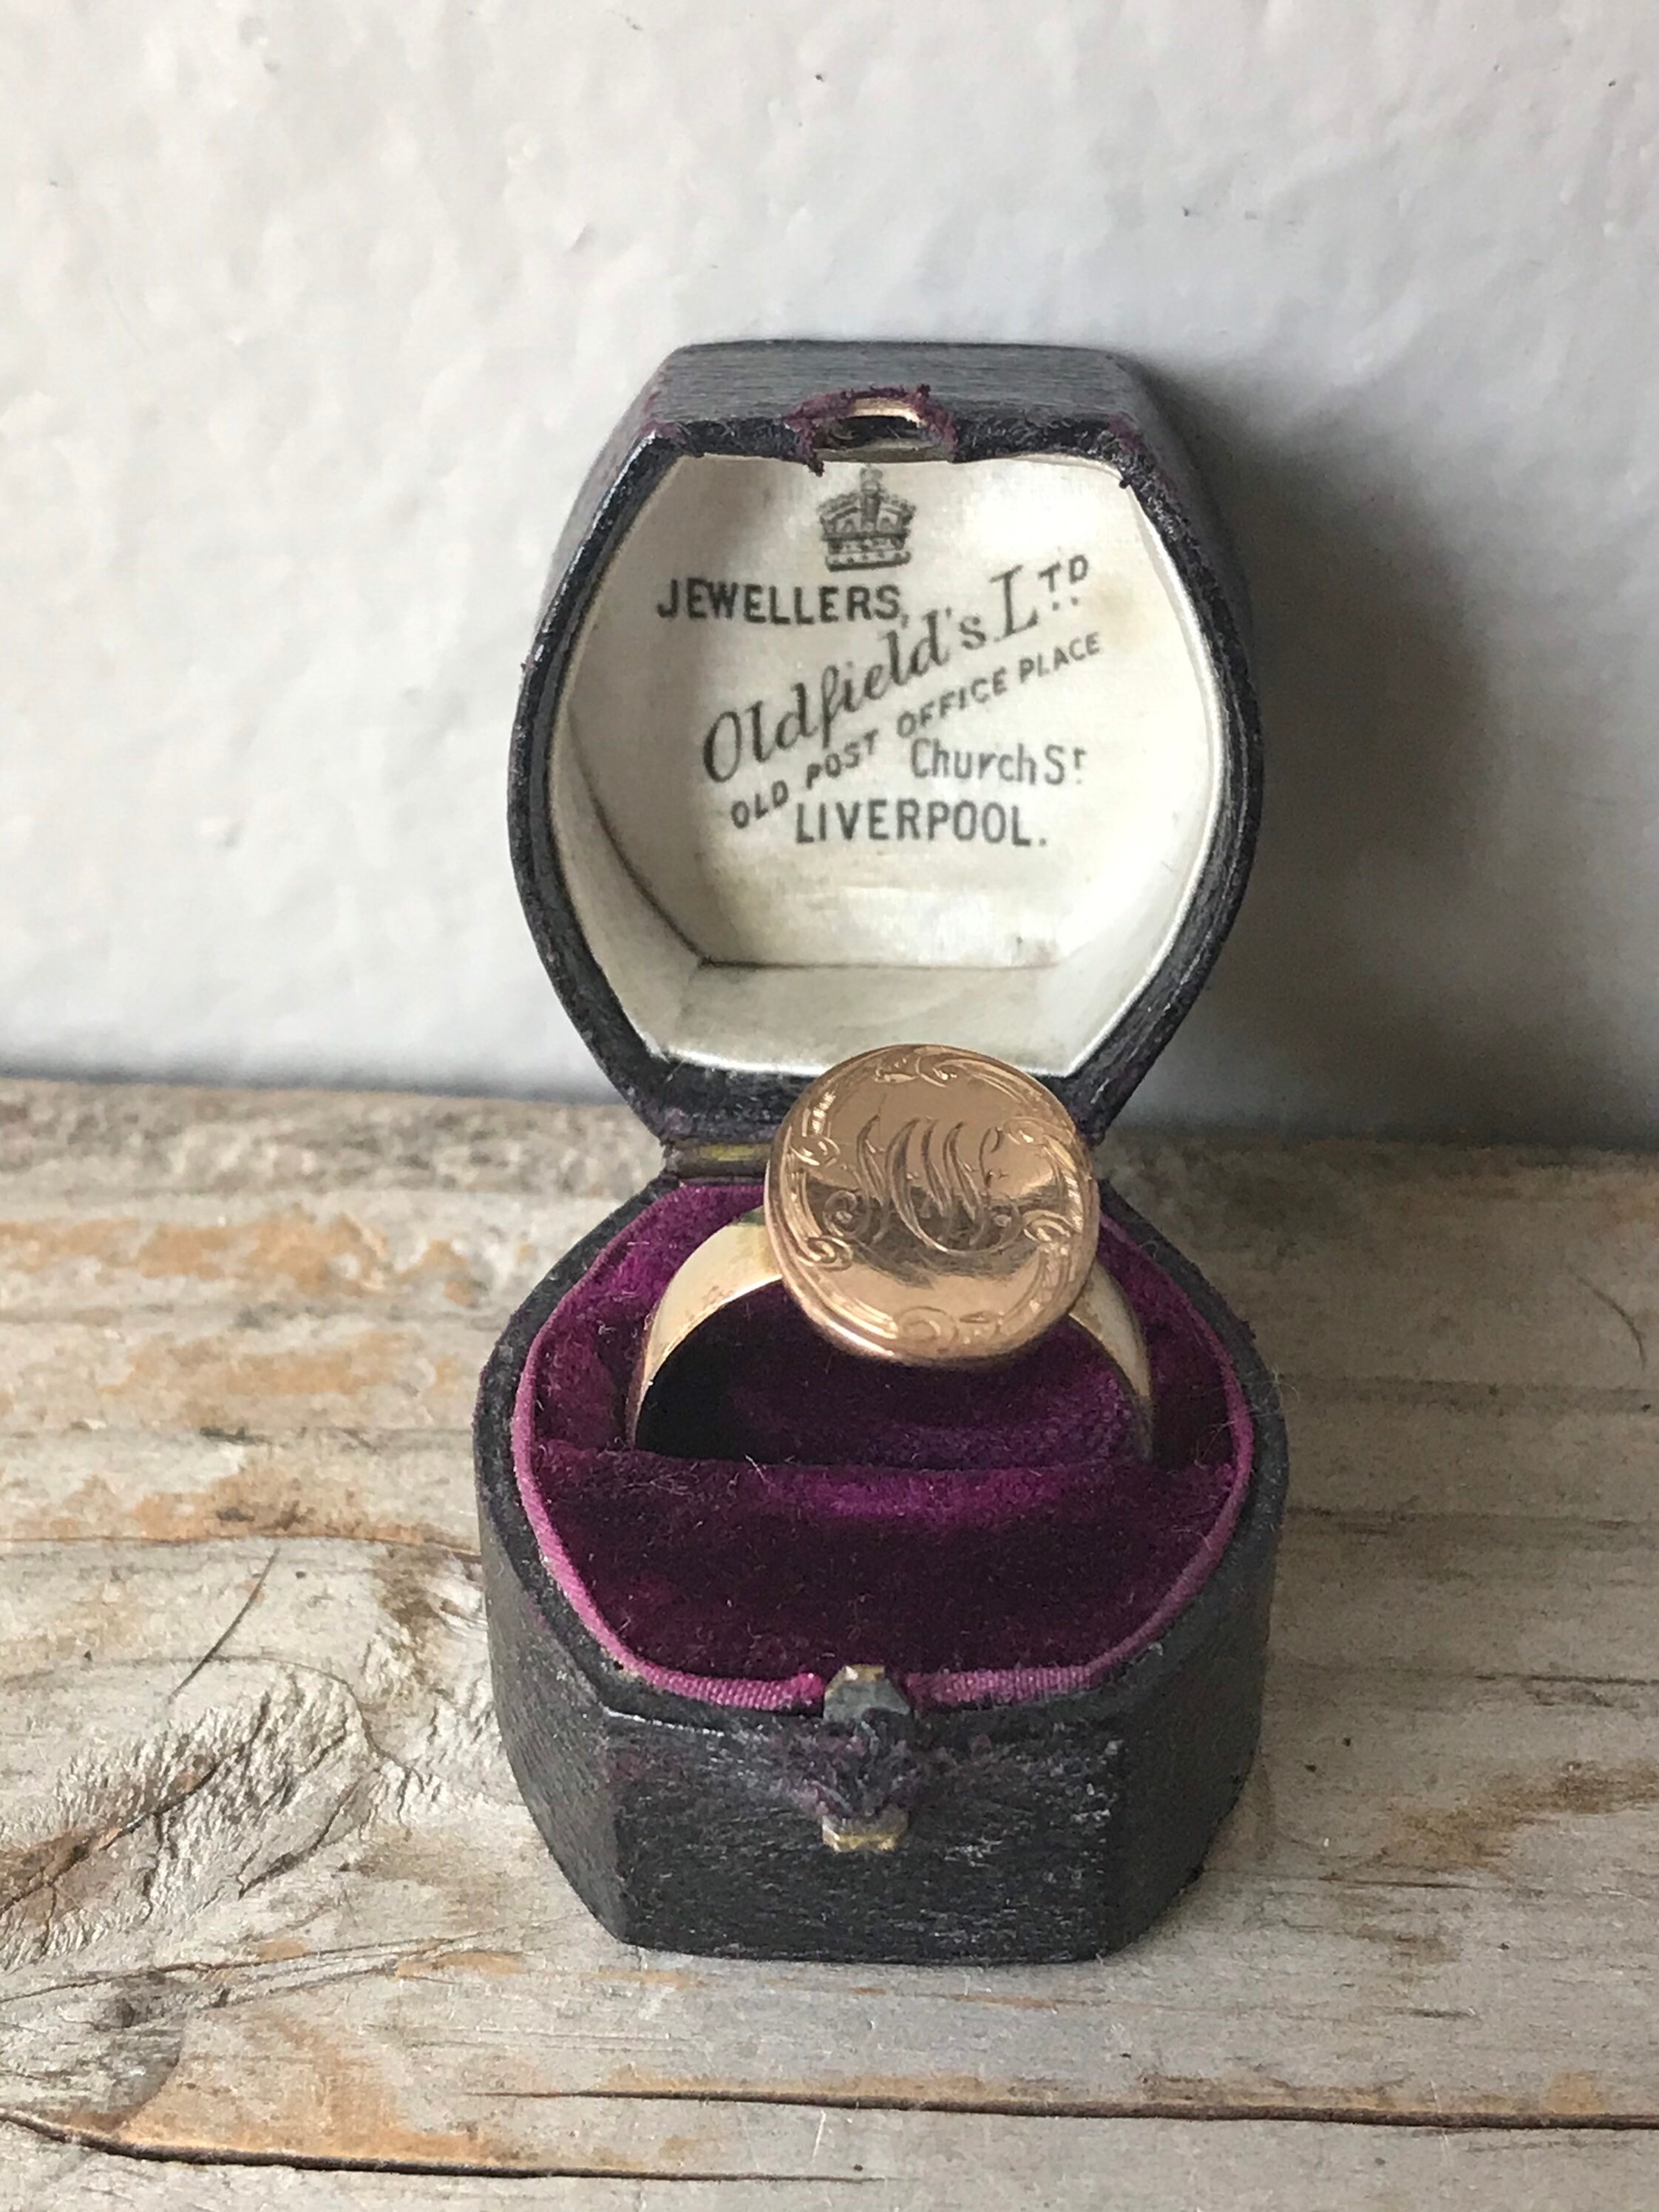 JEWELLERS,
Oldfield's LTD
OLD POST OFFICE PLACE
Church St
LIVERPOOL.